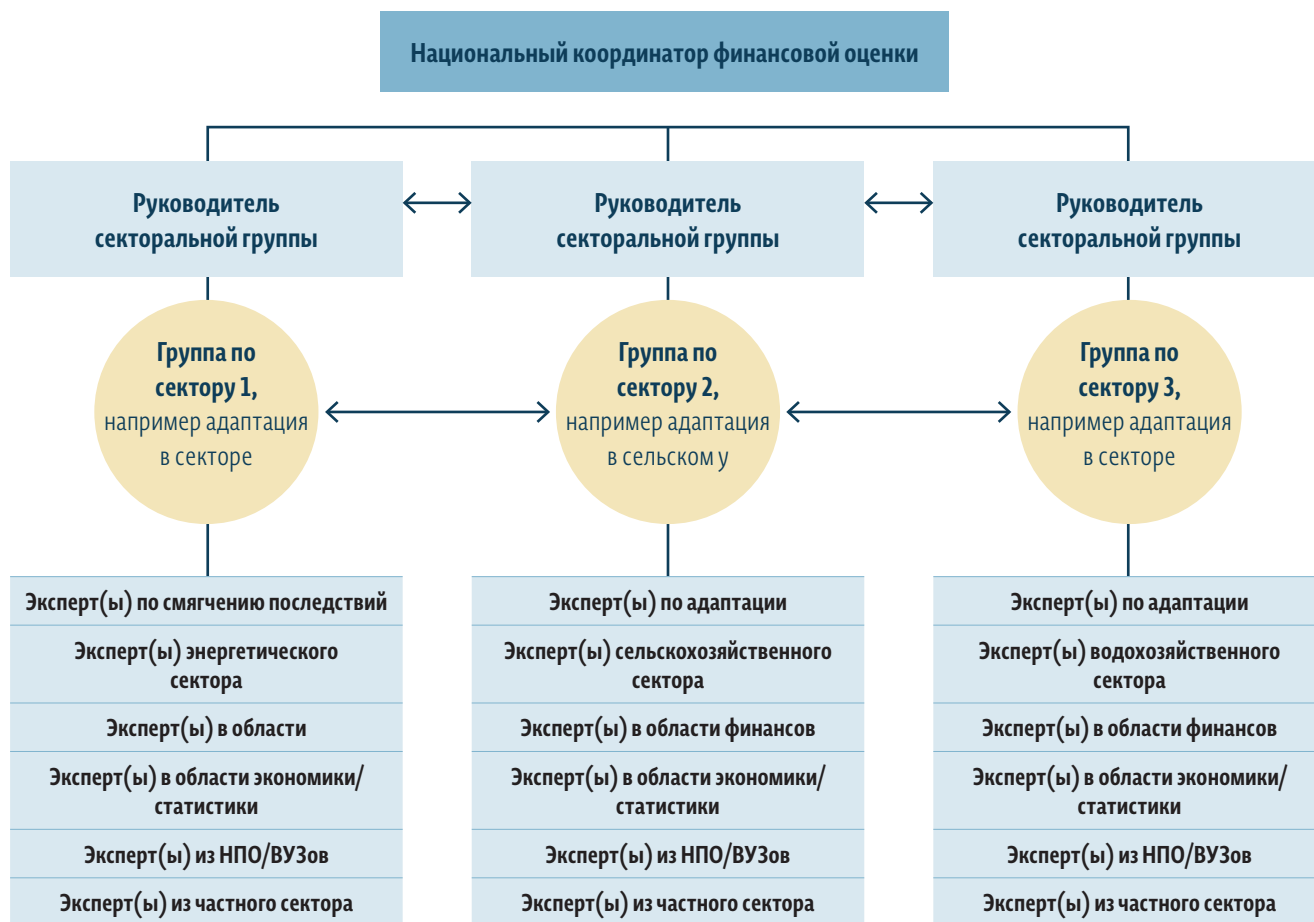 Национальный координатор финансовой оценки
Руководитель
секторальной группы
Руководитель
секторальной группы
Руководитель
секторальной группы
Группа по
сектору 1,
например адаптация
в секторе
Группа по
сектору 2,
например адаптация
в сельском у
Группа по
сектору 3,
например адаптация
в секторе
Эксперт(ы) по смягчению последствий
Эксперт(ы) энергетического
сектора
Эксперт(ы) в области
Эксперт(ы) в области экономики/
статистики
Эксперт(ы) из НПО/ВУЗов
Эксперт(ы) из частного сектора
Эксперт(ы) по адаптации
Эксперт(ы) сельскохозяйственного
сектора
Эксперт(ы) в области финансов
Эксперт(ы) в области экономики/
статистики
Эксперт(ы) из НПО/ВУЗов
Эксперт(ы) из частного сектора
Эксперт(ы) по адаптации
Эксперт(ы) водохозяйственного
сектора
Эксперт(ы) в области финансов
Эксперт(ы) в области экономики/
статистики
Эксперт(ы) из НПО/ВУЗов
Эксперт(ы) из частного сектора